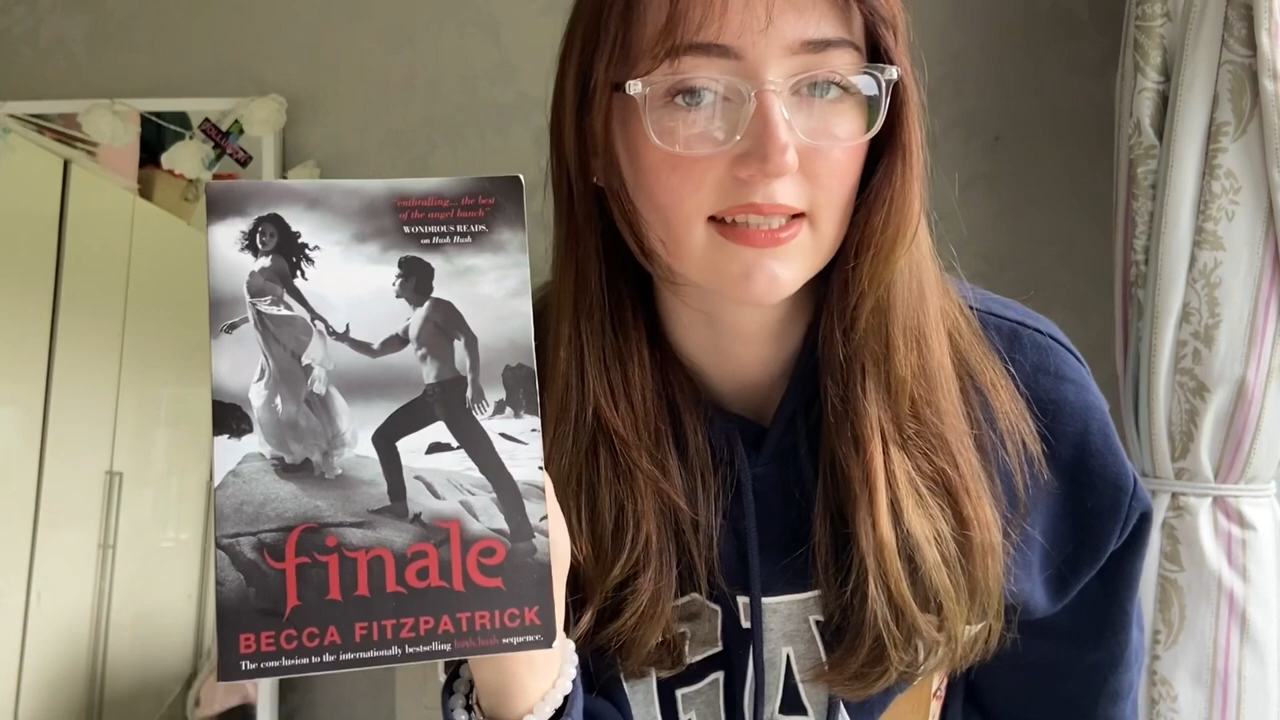 "enthralling... the best
of the angel bunch"
WONDROUS READS,
on Hush Hush
finale
BECCA FITZPATRICK
The conclusion to the internationally bestselling hush, hush sequence.
GA